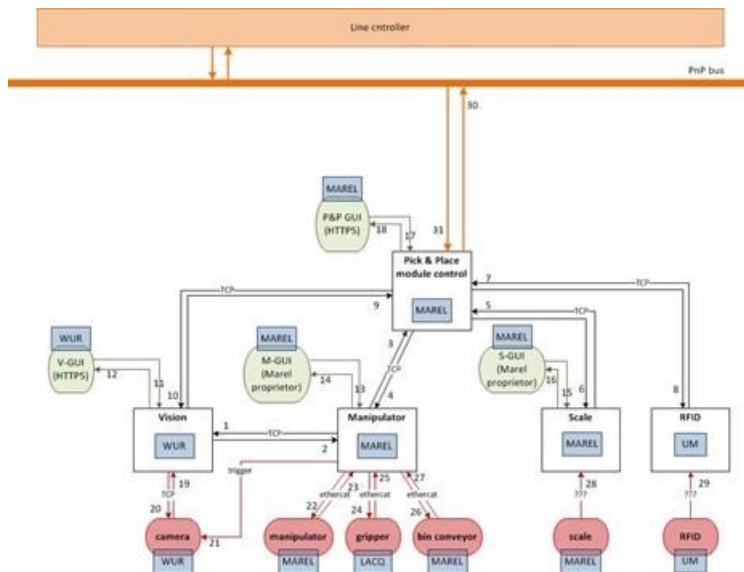 Line cntroller
PnP bus
30
MAREL
P&P GUI
(HTTPS)
18
17
31
Pick & Place
module control
7
TCP
TCP
9
MAREL
5
TCP
WUR
V-GUI
(HTTPS)
12
11
10
MAREL
M-GUI
(Marel
proprietor)
14
13
3
TCP
4
MAREL
S-GUI
(Marel
proprietor)
16
15
6
8
Vision
WUR
1
TCP
2
Manipulator
MAREL
Scale
MAREL
RFID
UM
trigger
19
TCP
20
21
23
ethercat
22
25
ethercat
24
27
ethercat
26
28
???
29
???
camera
WUR
manipulator
MAREL
gripper
LACQ
bin conveyor
MAREL
scale
MAREL
RFID
UM